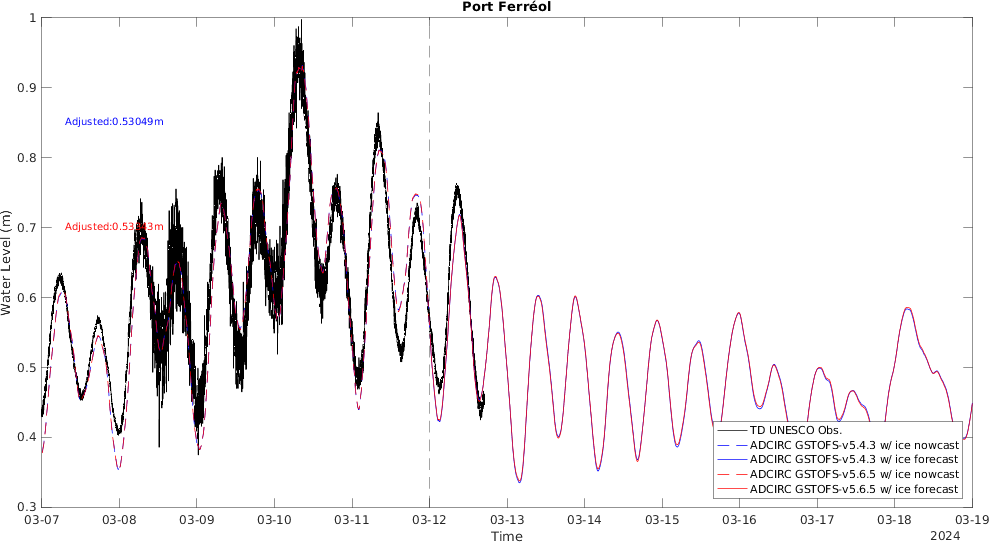 Port Ferréol
1
0.9
0.8
0.7
0.6
0.5
0.4
0.3
Water Level (m)
Adjusted:0.53049m
TD UNESCO Obs.
ADCIRC GSTOFS-v5.4.3 w/ ice nowcast
ADCIRC GSTOFS-v5.4.3 w/ ice forecast
ADCIRC GSTOFS-v5.6.5 w/ ice nowcast
ADCIRC GSTOFS-v5.6.5 w/ ice forecast
03-07 03-08 03-09 03-10 03-11 03-12 03-13 03-14 03-15 03-16 03-17 03-18 03-19
Time
2024